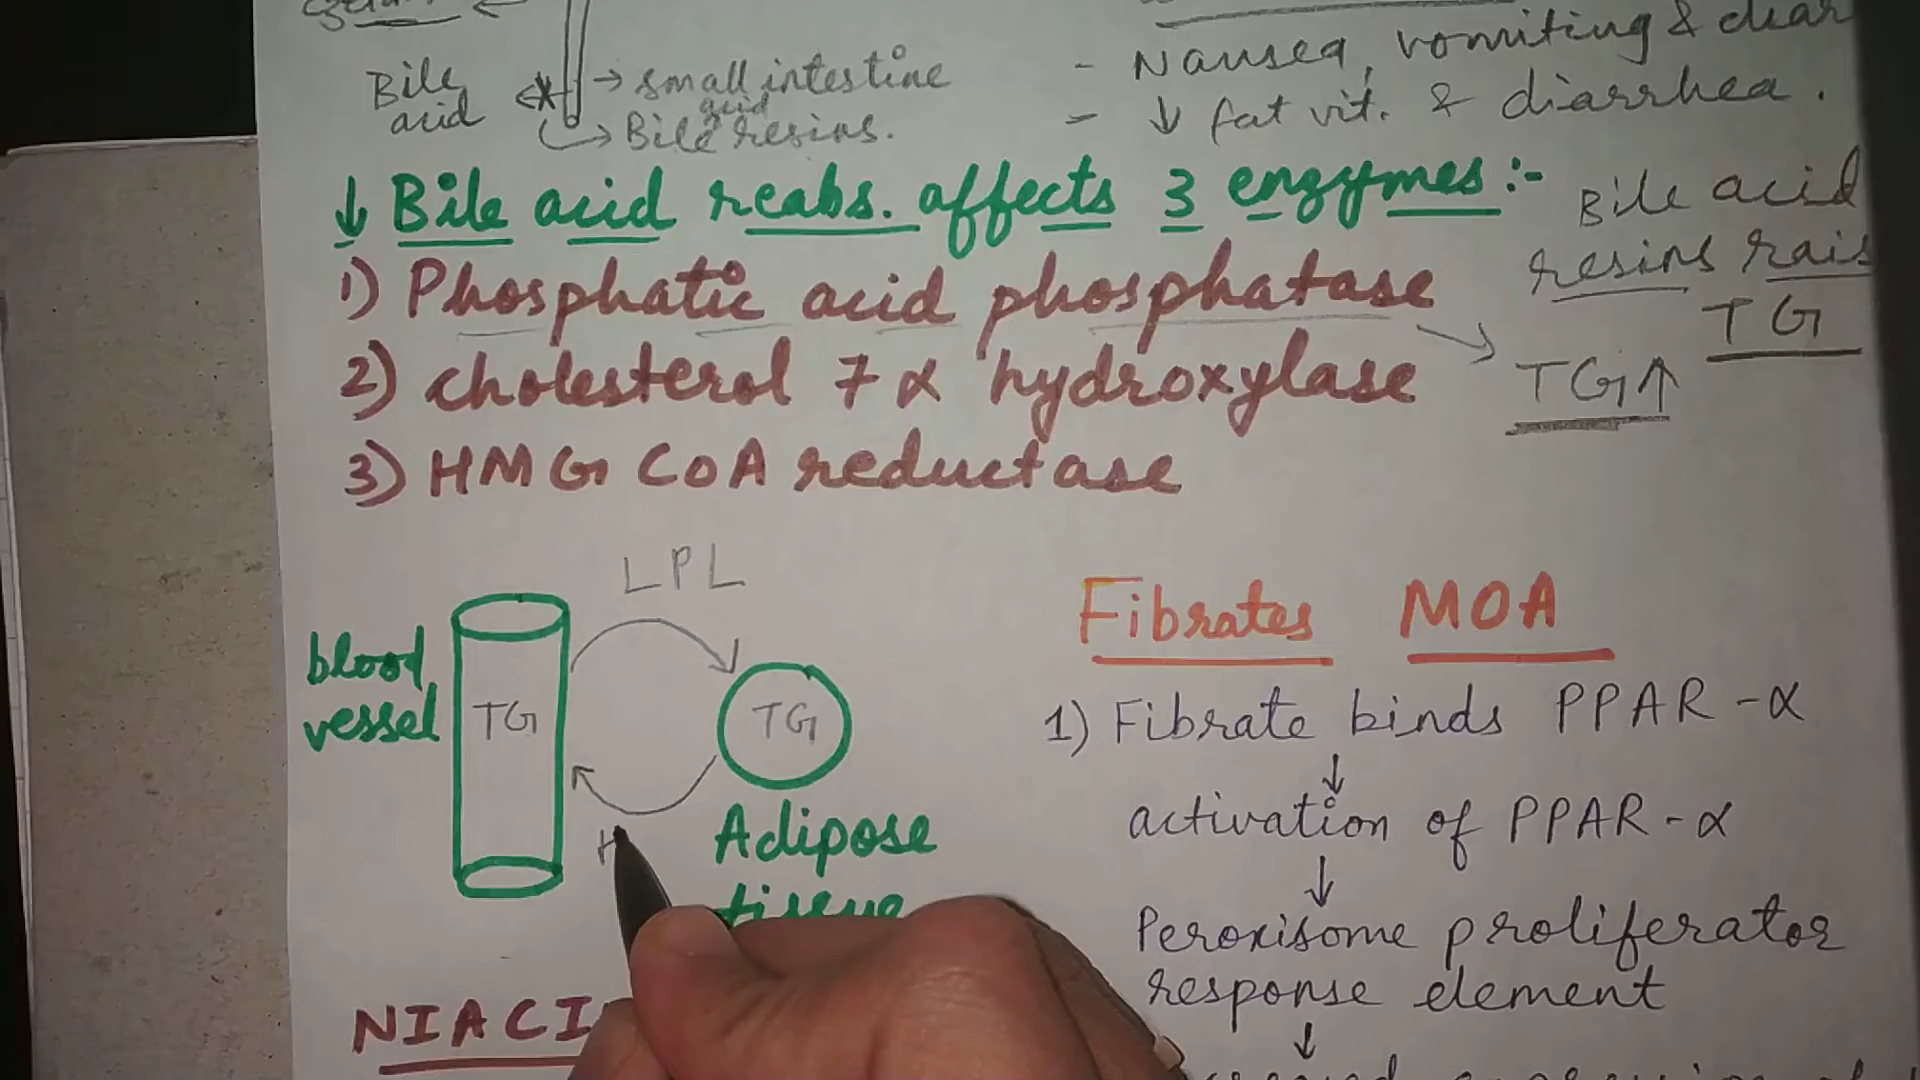 Bile
acid
→ small intestine
acid
→ Bile resins.
- Nausea, vomiting &
- ↓ fat vit. & diarrhea.
↓ Bile acid reabs. affects 3 enzymes:-
Bile acid
resins rais
TG
1) Phosphatic acid phosphatase
TG↑
2) cholesterol 7 α hydroxylase
3) HMG CoA reductase
LPL
blood
vessel
TG
TG
Adipose
tissue
H
NIACI
Fibrates MOA
1) Fibrate binds PPAR-α
↓
activation of PPAR-α
↓
Peroxisome proliferator
response element
↓